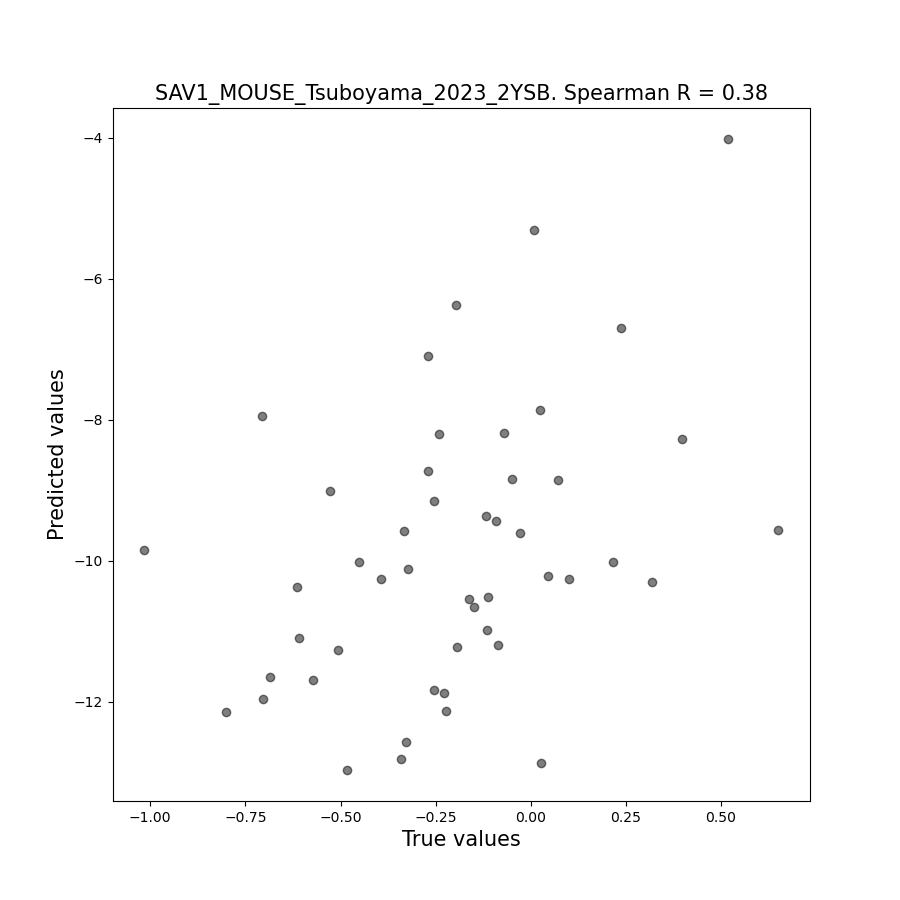 SAV1_MOUSE_Tsuboyama_2023_2YSB. Spearman R = 0.38
−4
−6
−8
−10
−12
Predicted values
−1.00 −0.75 −0.50 −0.25 0.00 0.25 0.50
True values